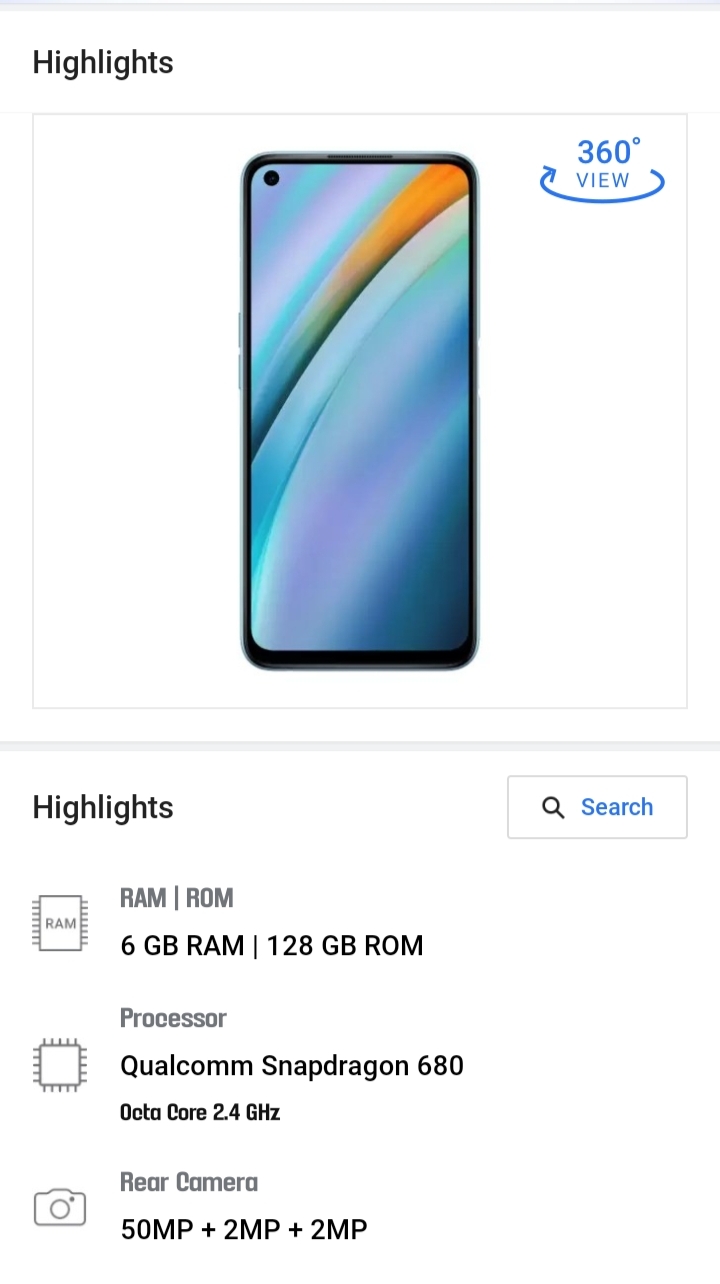 Highlights
360°
VIEW
Highlights
Search
RAM | ROM
RAM
6 GB RAM | 128 GB ROM
Processor
Qualcomm Snapdragon 680
Octa Core 2.4 GHz
Rear Camera
50MP + 2MP + 2MP